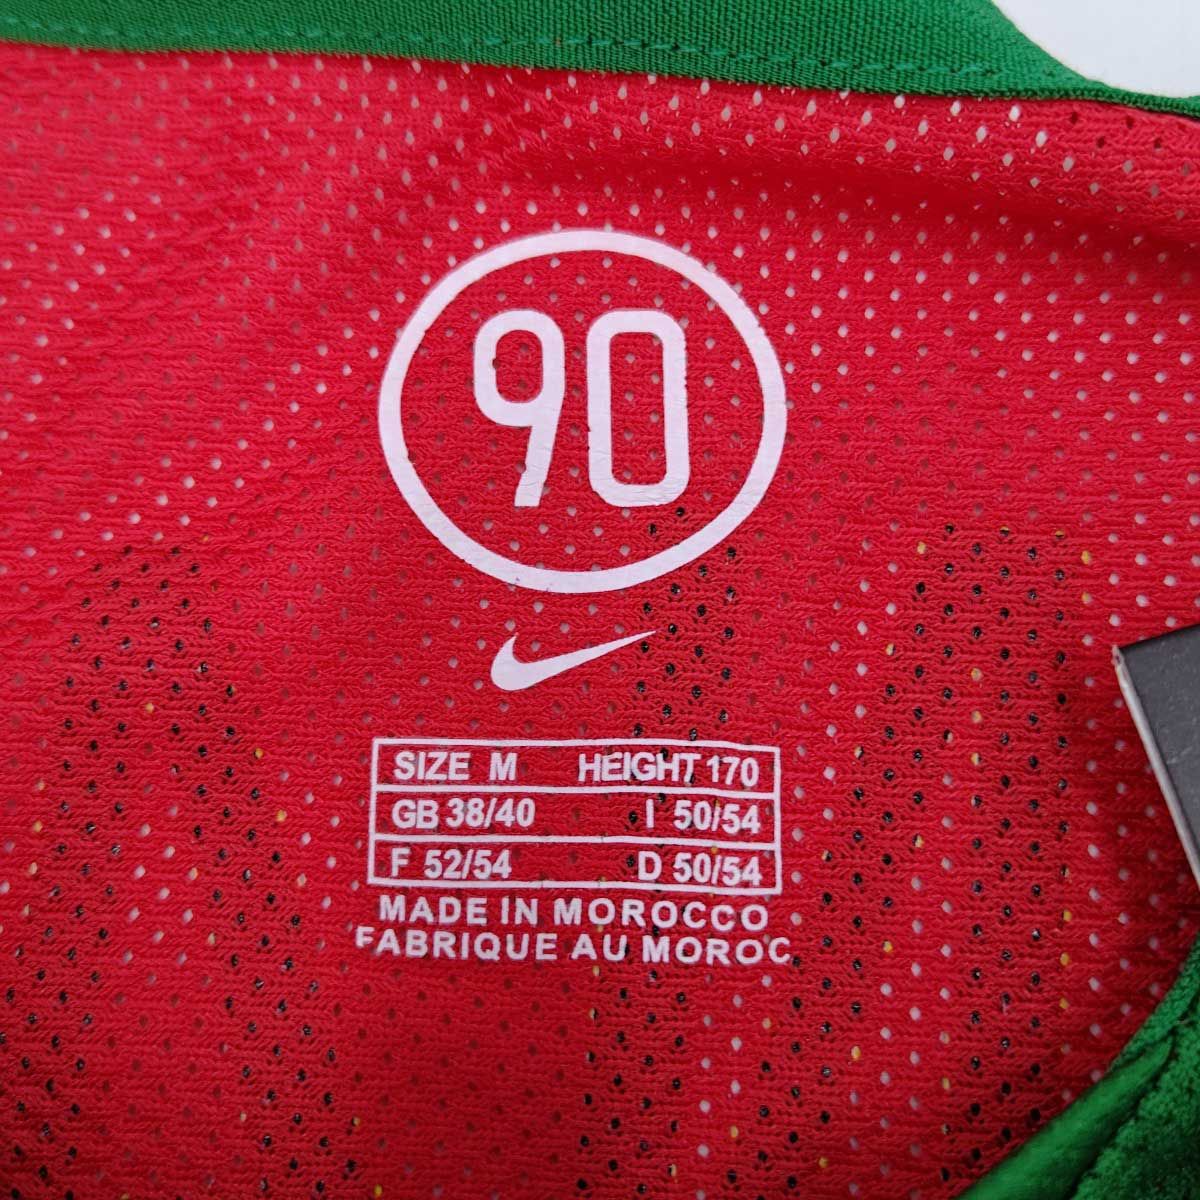 90
SIZE M HEIGHT 170
GB 38/40 I 50/54
F 52/54 D 50/54
MADE IN MOROCCO
FABRIQUE AU MOROC